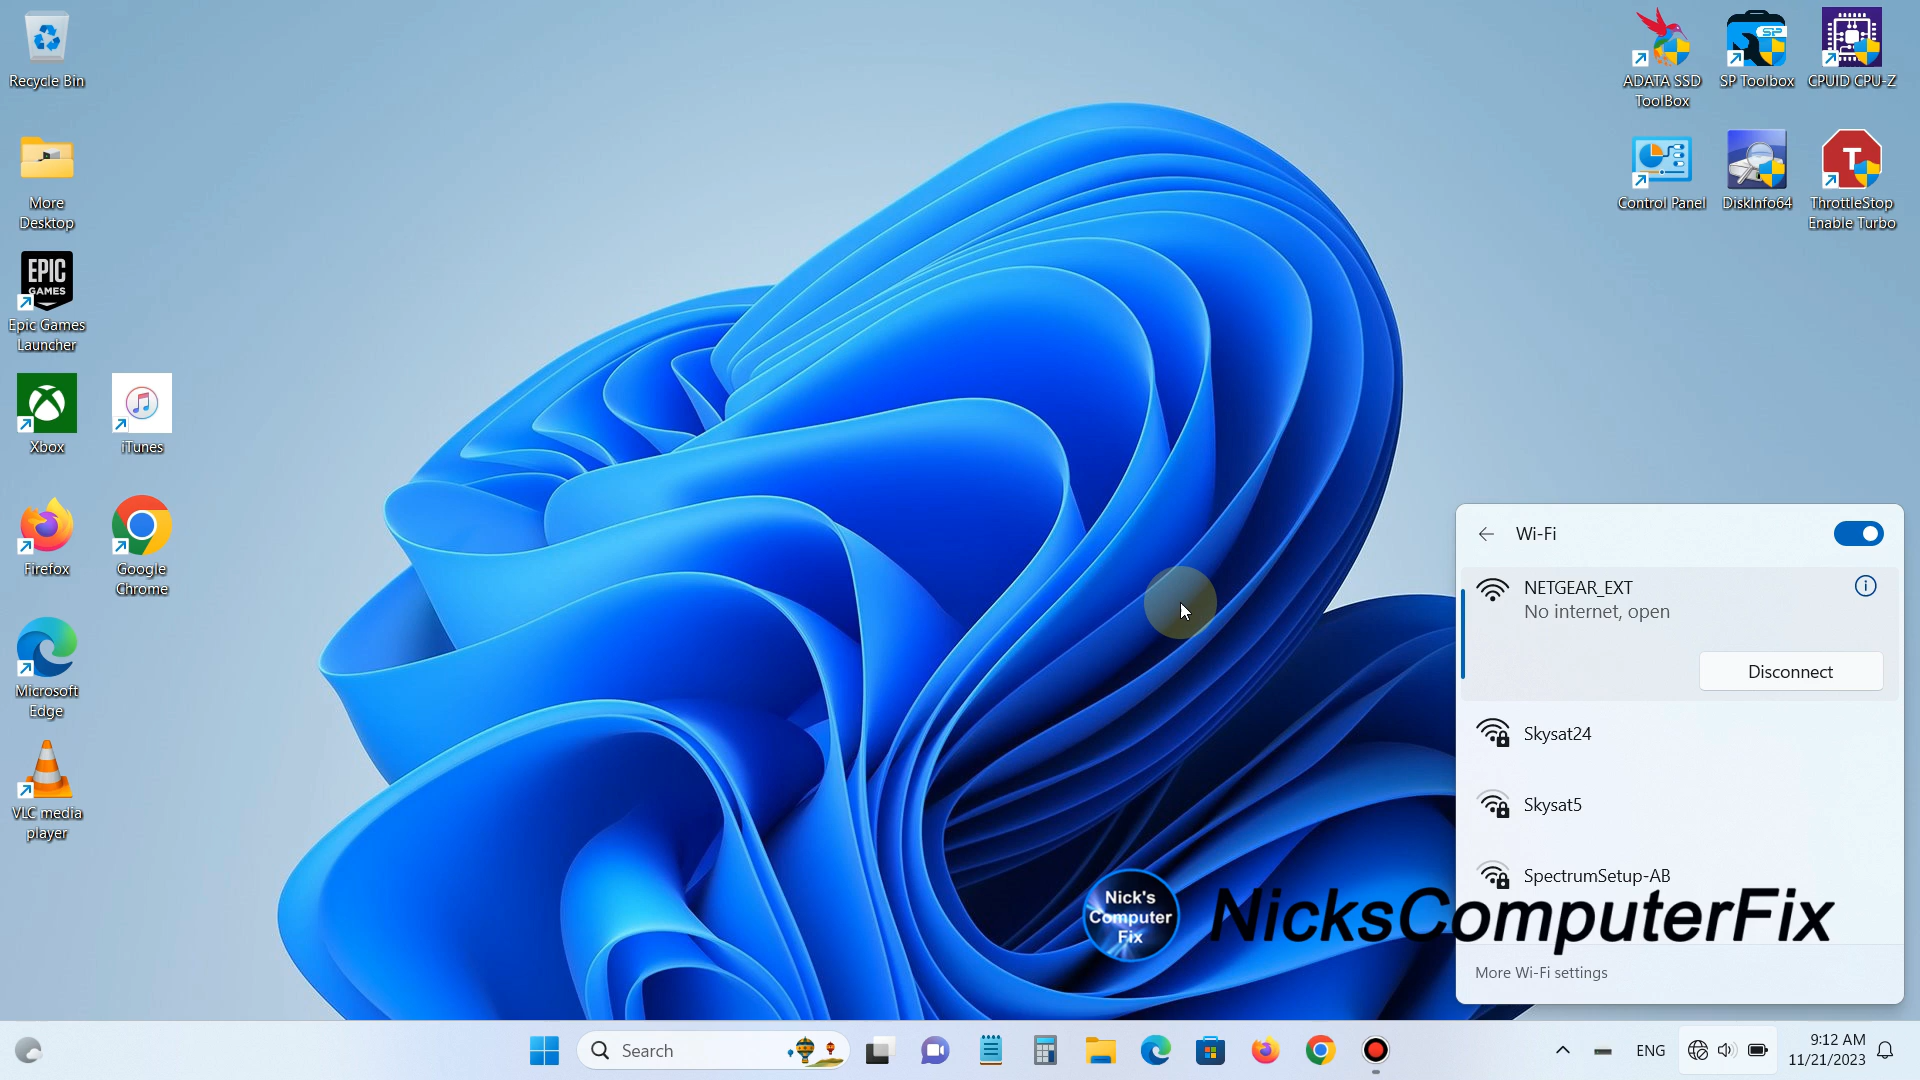 Recycle Bin
More
Desktop
EPIC
GAMES
Epic Games
Launcher
Xbox
iTunes
Firefox
Google
Chrome
Microsoft
Edge
VLC media
player
ADATA SSD
ToolBox
SP
SP Toolbox
CPUID CPU-Z
Control Panel
DiskInfo64
T
ThrottleStop
Enable Turbo
Wi-Fi
NETGEAR_EXT
No internet, open
Disconnect
Skysat24
Skysat5
SpectrumSetup-AB
More Wi-Fi settings
Nick's
Computer
Fix
NicksComputerFix
Search
ENG
9:12 AM
11/21/2023